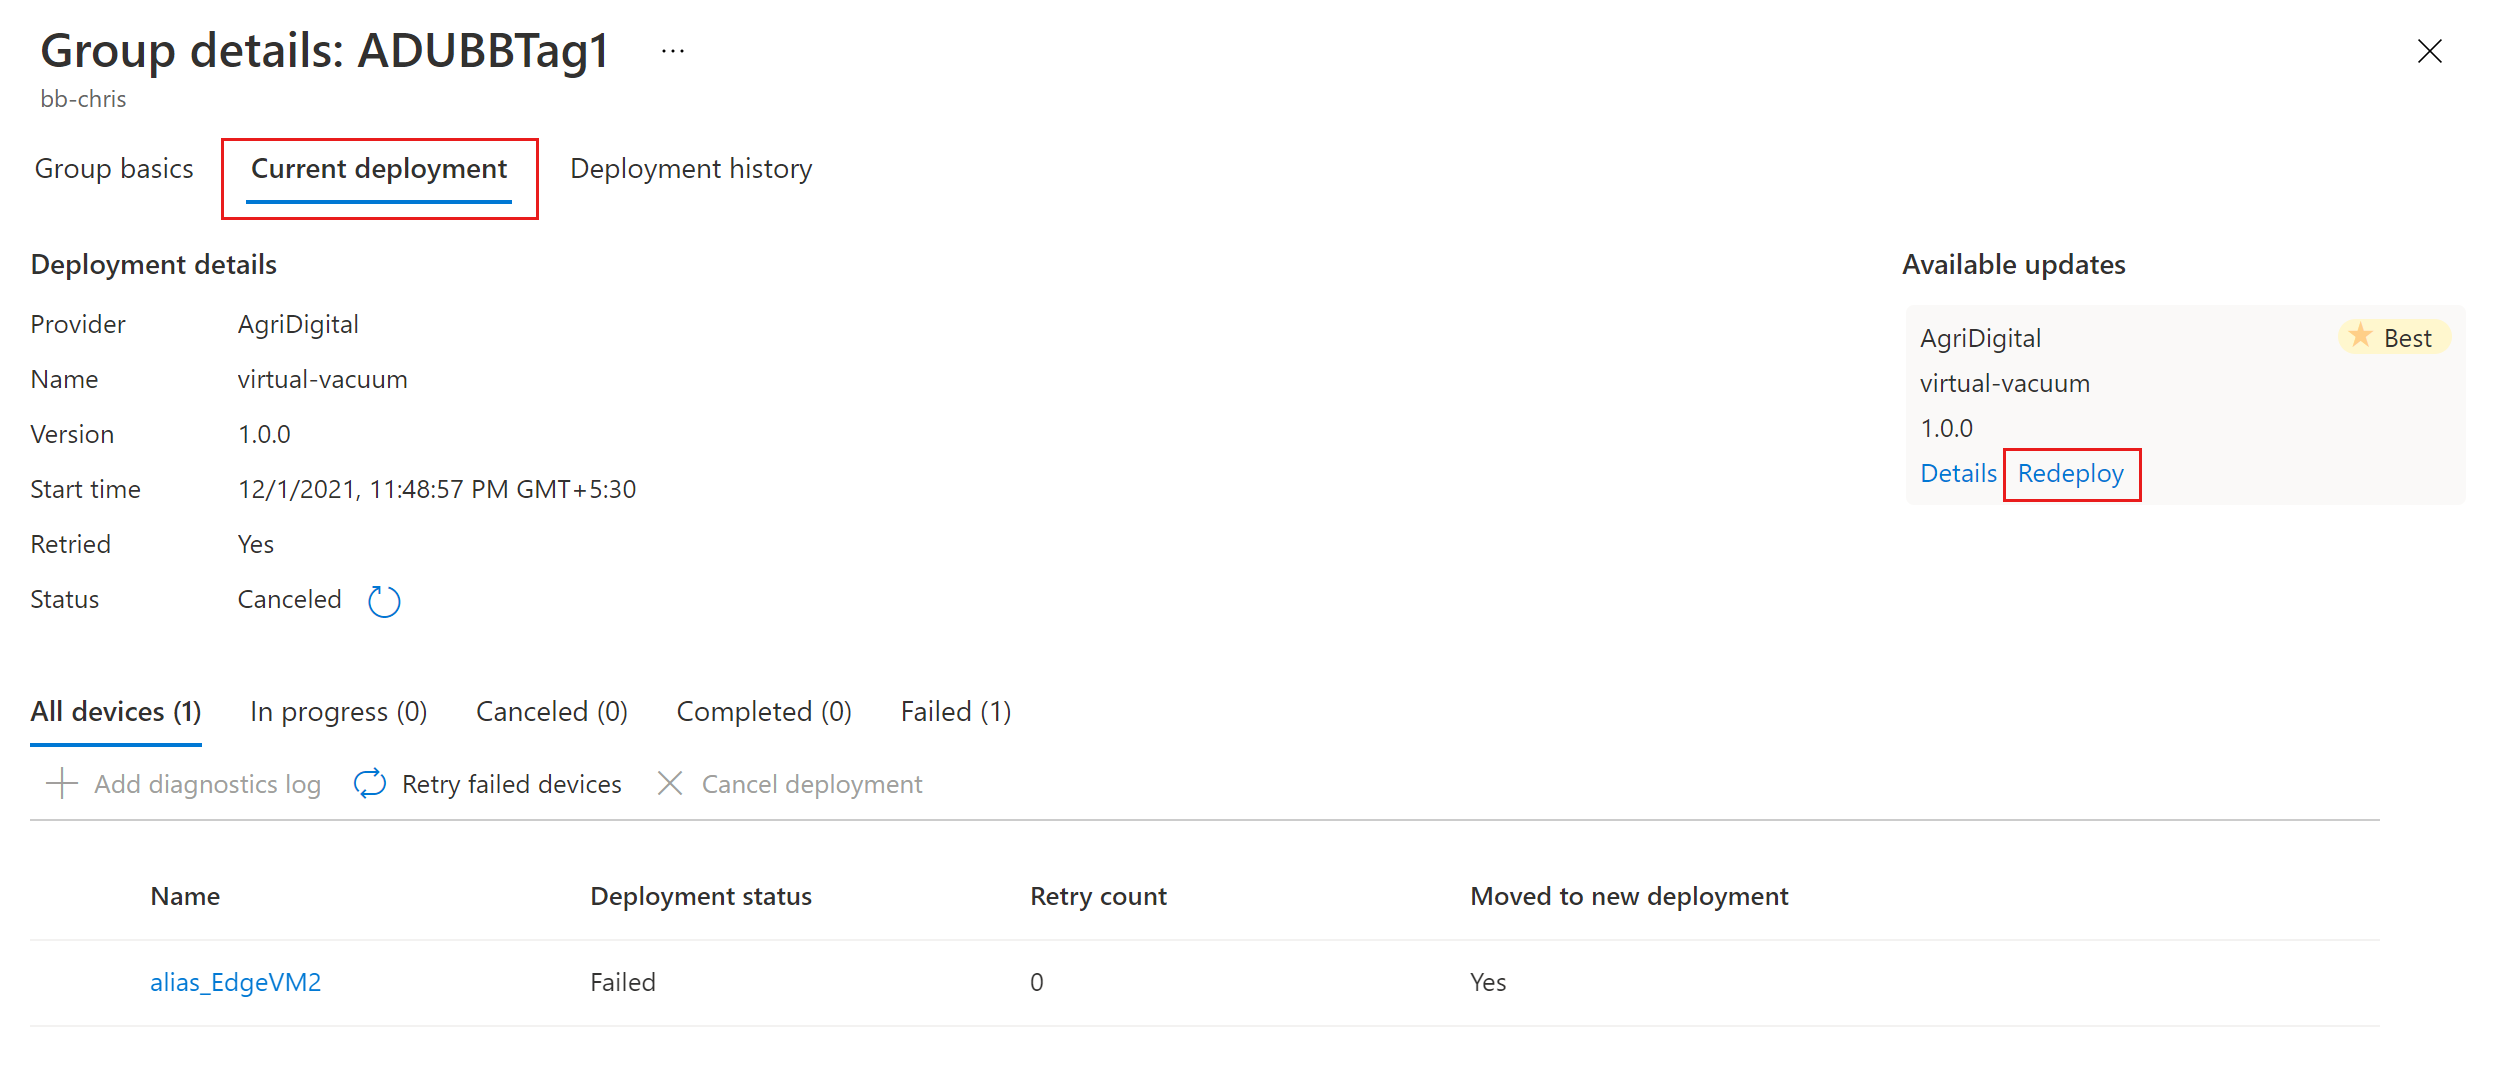 Group details: ADUBBTag1 ...
bb-chris
Group basics Current deployment Deployment history
Deployment details
Provider AgriDigital
Name virtual-vacuum
Version 1.0.0
Start time 12/1/2021, 11:48:57 PM GMT+5:30
Retried Yes
Status Canceled
Available updates
AgriDigital Best
virtual-vacuum
1.0.0
Details Redeploy
All devices (1) In progress (0) Canceled (0) Completed (0) Failed (1)
Add diagnostics log Retry failed devices Cancel deployment
Name Deployment status Retry count Moved to new deployment
alias_EdgeVM2 Failed 0 Yes